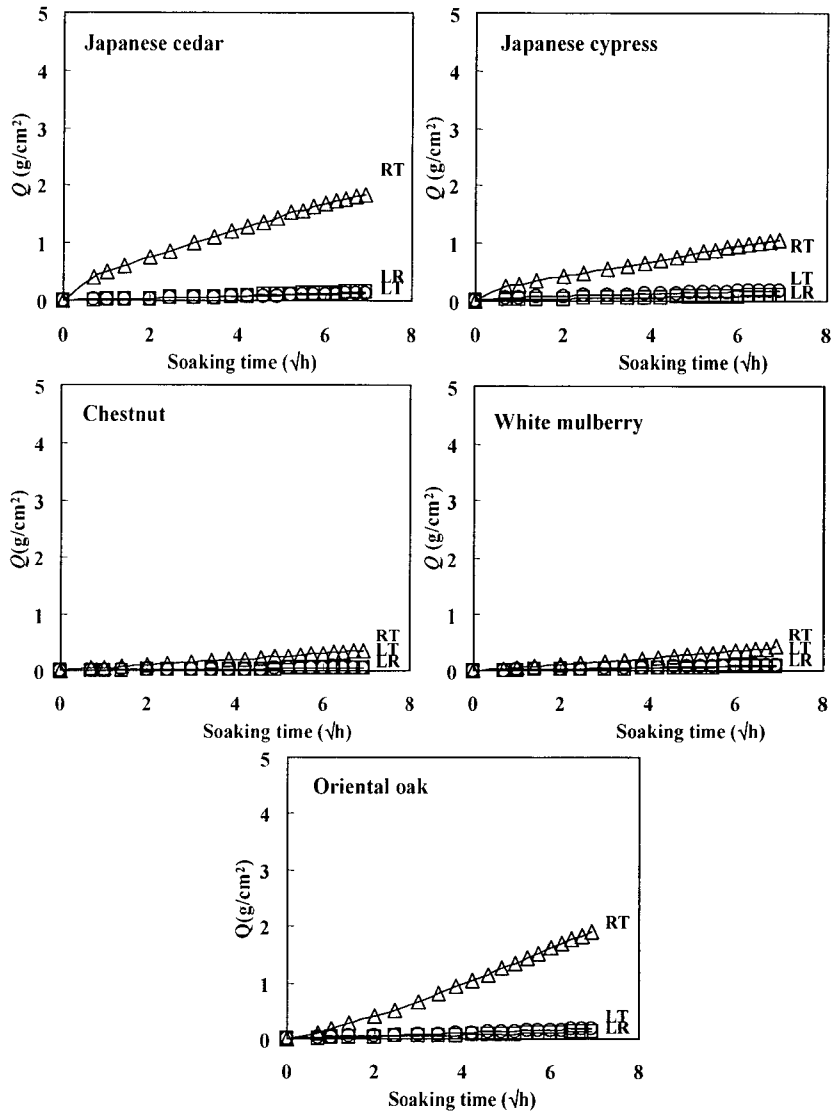 5
Japanese cedar
4
3
Q (g/cm²)
2
RT
1
LR
LT
0
0 2 4 6 8
Soaking time (√h)
5
Japanese cypress
4
3
Q (g/cm²)
2
1
RT
LT
LR
0
0 2 4 6 8
Soaking time (√h)
5
Chestnut
4
3
Q(g/cm²)
2
1
RT
LT
LR
0
0 2 4 6 8
Soaking time (√h)
5
White mulberry
4
3
Q (g/cm²)
2
1
RT
LT
LR
0
0 2 4 6 8
Soaking time (√h)
5
Oriental oak
4
3
Q(g/cm²)
2
RT
1
LT
LR
0
0 2 4 6 8
Soaking time (√h)